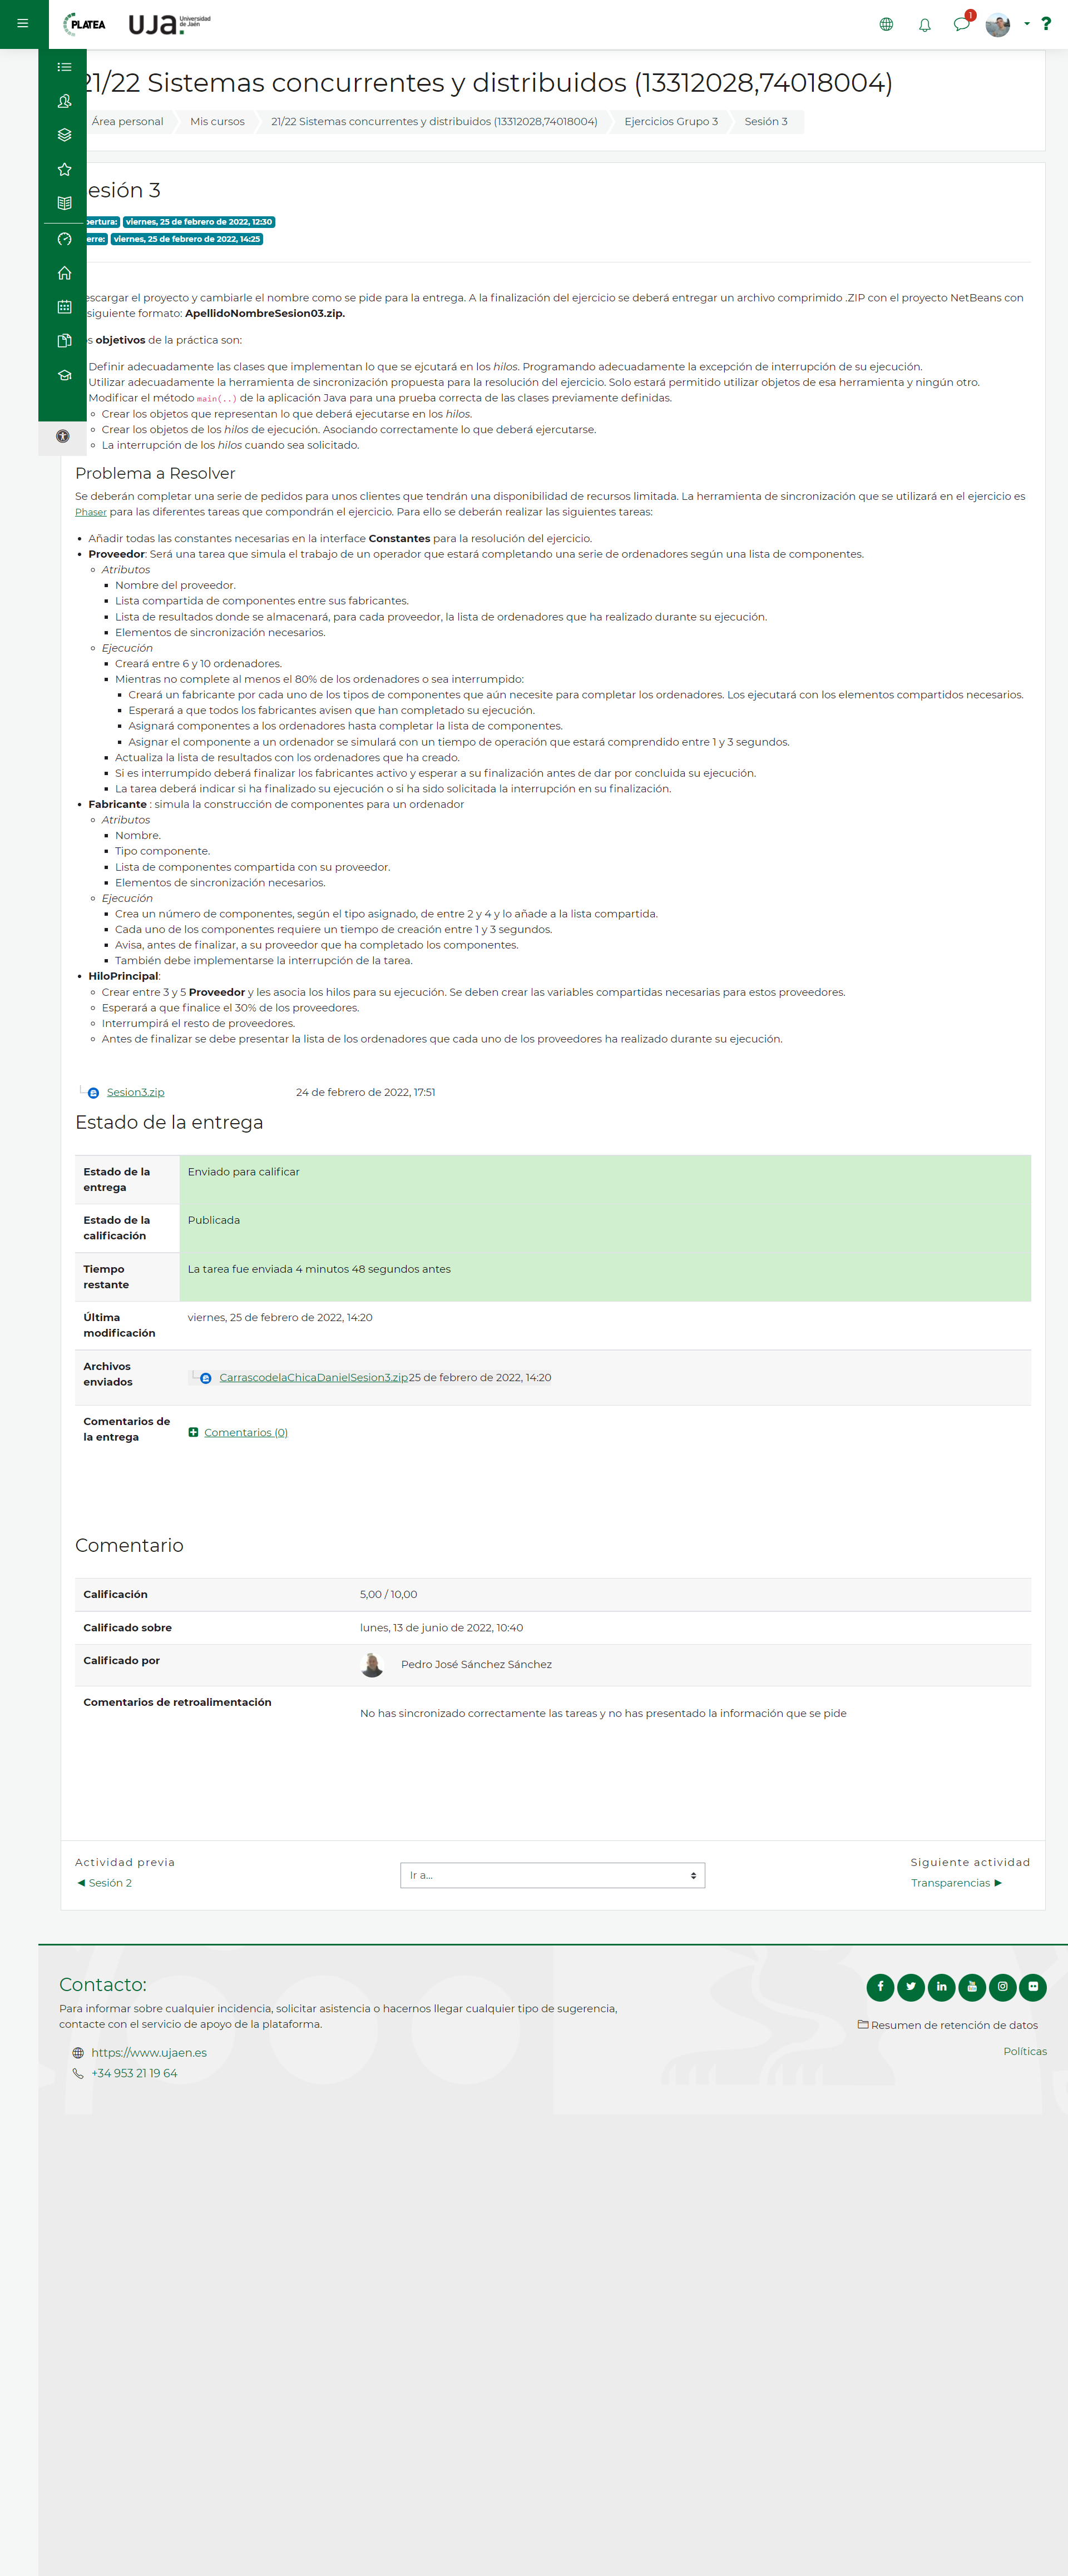 PLATEA
uja. Universidad de Jaén
1
21/22 Sistemas concurrentes y distribuidos (13312028,74018004)
Área personal
Mis cursos
21/22 Sistemas concurrentes y distribuidos (13312028,74018004)
Ejercicios Grupo 3
Sesión 3
esión 3
pertura: viernes, 25 de febrero de 2022, 12:30
erre: viernes, 25 de febrero de 2022, 14:25
escargar el proyecto y cambiarle el nombre como se pide para la entrega. A la finalización del ejercicio se deberá entregar un archivo comprimido .ZIP con el proyecto NetBeans con
siguiente formato: ApellidoNombreSesion03.zip.
s objetivos de la práctica son:
Definir adecuadamente las clases que implementan lo que se ejcutará en los hilos. Programando adecuadamente la excepción de interrupción de su ejecución.
Utilizar adecuadamente la herramienta de sincronización propuesta para la resolución del ejercicio. Solo estará permitido utilizar objetos de esa herramienta y ningún otro.
Modificar el método main(..) de la aplicación Java para una prueba correcta de las clases previamente definidas.
Crear los objetos que representan lo que deberá ejecutarse en los hilos.
Crear los objetos de los hilos de ejecución. Asociando correctamente lo que deberá ejercutarse.
La interrupción de los hilos cuando sea solicitado.
Problema a Resolver
Se deberán completar una serie de pedidos para unos clientes que tendrán una disponibilidad de recursos limitada. La herramienta de sincronización que se utilizará en el ejercicio es
Phaser para las diferentes tareas que compondrán el ejercicio. Para ello se deberán realizar las siguientes tareas:
Añadir todas las constantes necesarias en la interface Constantes para la resolución del ejercicio.
Proveedor: Será una tarea que simula el trabajo de un operador que estará completando una serie de ordenadores según una lista de componentes.
Atributos
Nombre del proveedor.
Lista compartida de componentes entre sus fabricantes.
Lista de resultados donde se almacenará, para cada proveedor, la lista de ordenadores que ha realizado durante su ejecución.
Elementos de sincronización necesarios.
Ejecución
Creará entre 6 y 10 ordenadores.
Mientras no complete al menos el 80% de los ordenadores o sea interrumpido:
Creará un fabricante por cada uno de los tipos de componentes que aún necesite para completar los ordenadores. Los ejecutará con los elementos compartidos necesarios.
Esperará a que todos los fabricantes avisen que han completado su ejecución.
Asignará componentes a los ordenadores hasta completar la lista de componentes.
Asignar el componente a un ordenador se simulará con un tiempo de operación que estará comprendido entre 1 y 3 segundos.
Actualiza la lista de resultados con los ordenadores que ha creado.
Si es interrumpido deberá finalizar los fabricantes activo y esperar a su finalización antes de dar por concluida su ejecución.
La tarea deberá indicar si ha finalizado su ejecución o si ha sido solicitada la interrupción en su finalización.
Fabricante : simula la construcción de componentes para un ordenador
Atributos
Nombre.
Tipo componente.
Lista de componentes compartida con su proveedor.
Elementos de sincronización necesarios.
Ejecución
Crea un número de componentes, según el tipo asignado, de entre 2 y 4 y lo añade a la lista compartida.
Cada uno de los componentes requiere un tiempo de creación entre 1 y 3 segundos.
Avisa, antes de finalizar, a su proveedor que ha completado los componentes.
También debe implementarse la interrupción de la tarea.
HiloPrincipal:
Crear entre 3 y 5 Proveedor y les asocia los hilos para su ejecución. Se deben crear las variables compartidas necesarias para estos proveedores.
Esperará a que finalice el 30% de los proveedores.
Interrumpirá el resto de proveedores.
Antes de finalizar se debe presentar la lista de los ordenadores que cada uno de los proveedores ha realizado durante su ejecución.
Sesion3.zip 24 de febrero de 2022, 17:51
Estado de la entrega
Estado de la entrega Enviado para calificar
Estado de la calificación Publicada
Tiempo restante La tarea fue enviada 4 minutos 48 segundos antes
Última modificación viernes, 25 de febrero de 2022, 14:20
Archivos enviados CarrascodelaChicaDanielSesion3.zip 25 de febrero de 2022, 14:20
Comentarios de la entrega Comentarios (0)
Comentario
Calificación 5,00 / 10,00
Calificado sobre lunes, 13 de junio de 2022, 10:40
Calificado por Pedro José Sánchez Sánchez
Comentarios de retroalimentación No has sincronizado correctamente las tareas y no has presentado la información que se pide
Actividad previa
◄ Sesión 2
Ir a...
Siguiente actividad
Transparencias ►
Contacto:
Para informar sobre cualquier incidencia, solicitar asistencia o hacernos llegar cualquier tipo de sugerencia,
contacte con el servicio de apoyo de la plataforma.
https://www.ujaen.es
+34 953 21 19 64
Resumen de retención de datos
Políticas